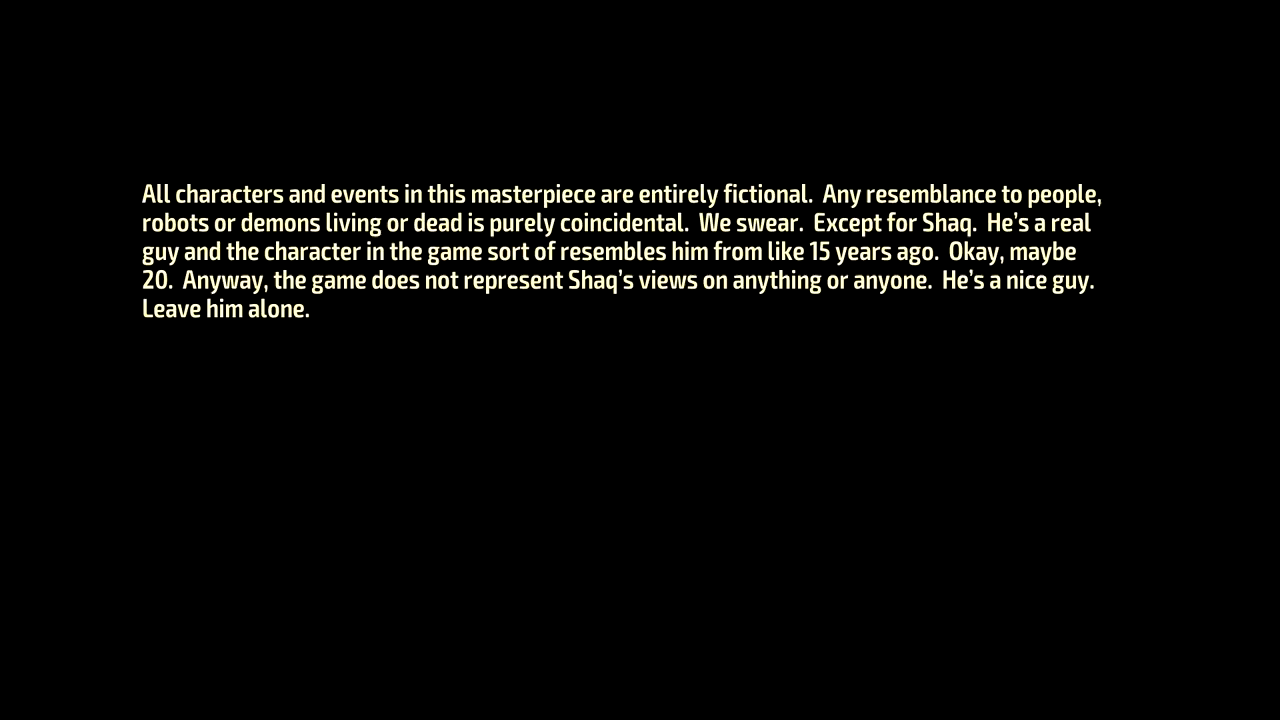 All characters and events in this masterpiece are entirely fictional.  Any resemblance to people,
robots or demons living or dead is purely coincidental.  We swear.  Except for Shaq.  He’s a real
guy and the character in the game sort of resembles him from like 15 years ago.  Okay, maybe
20.  Anyway, the game does not represent Shaq’s views on anything or anyone.  He’s a nice guy.
Leave him alone.